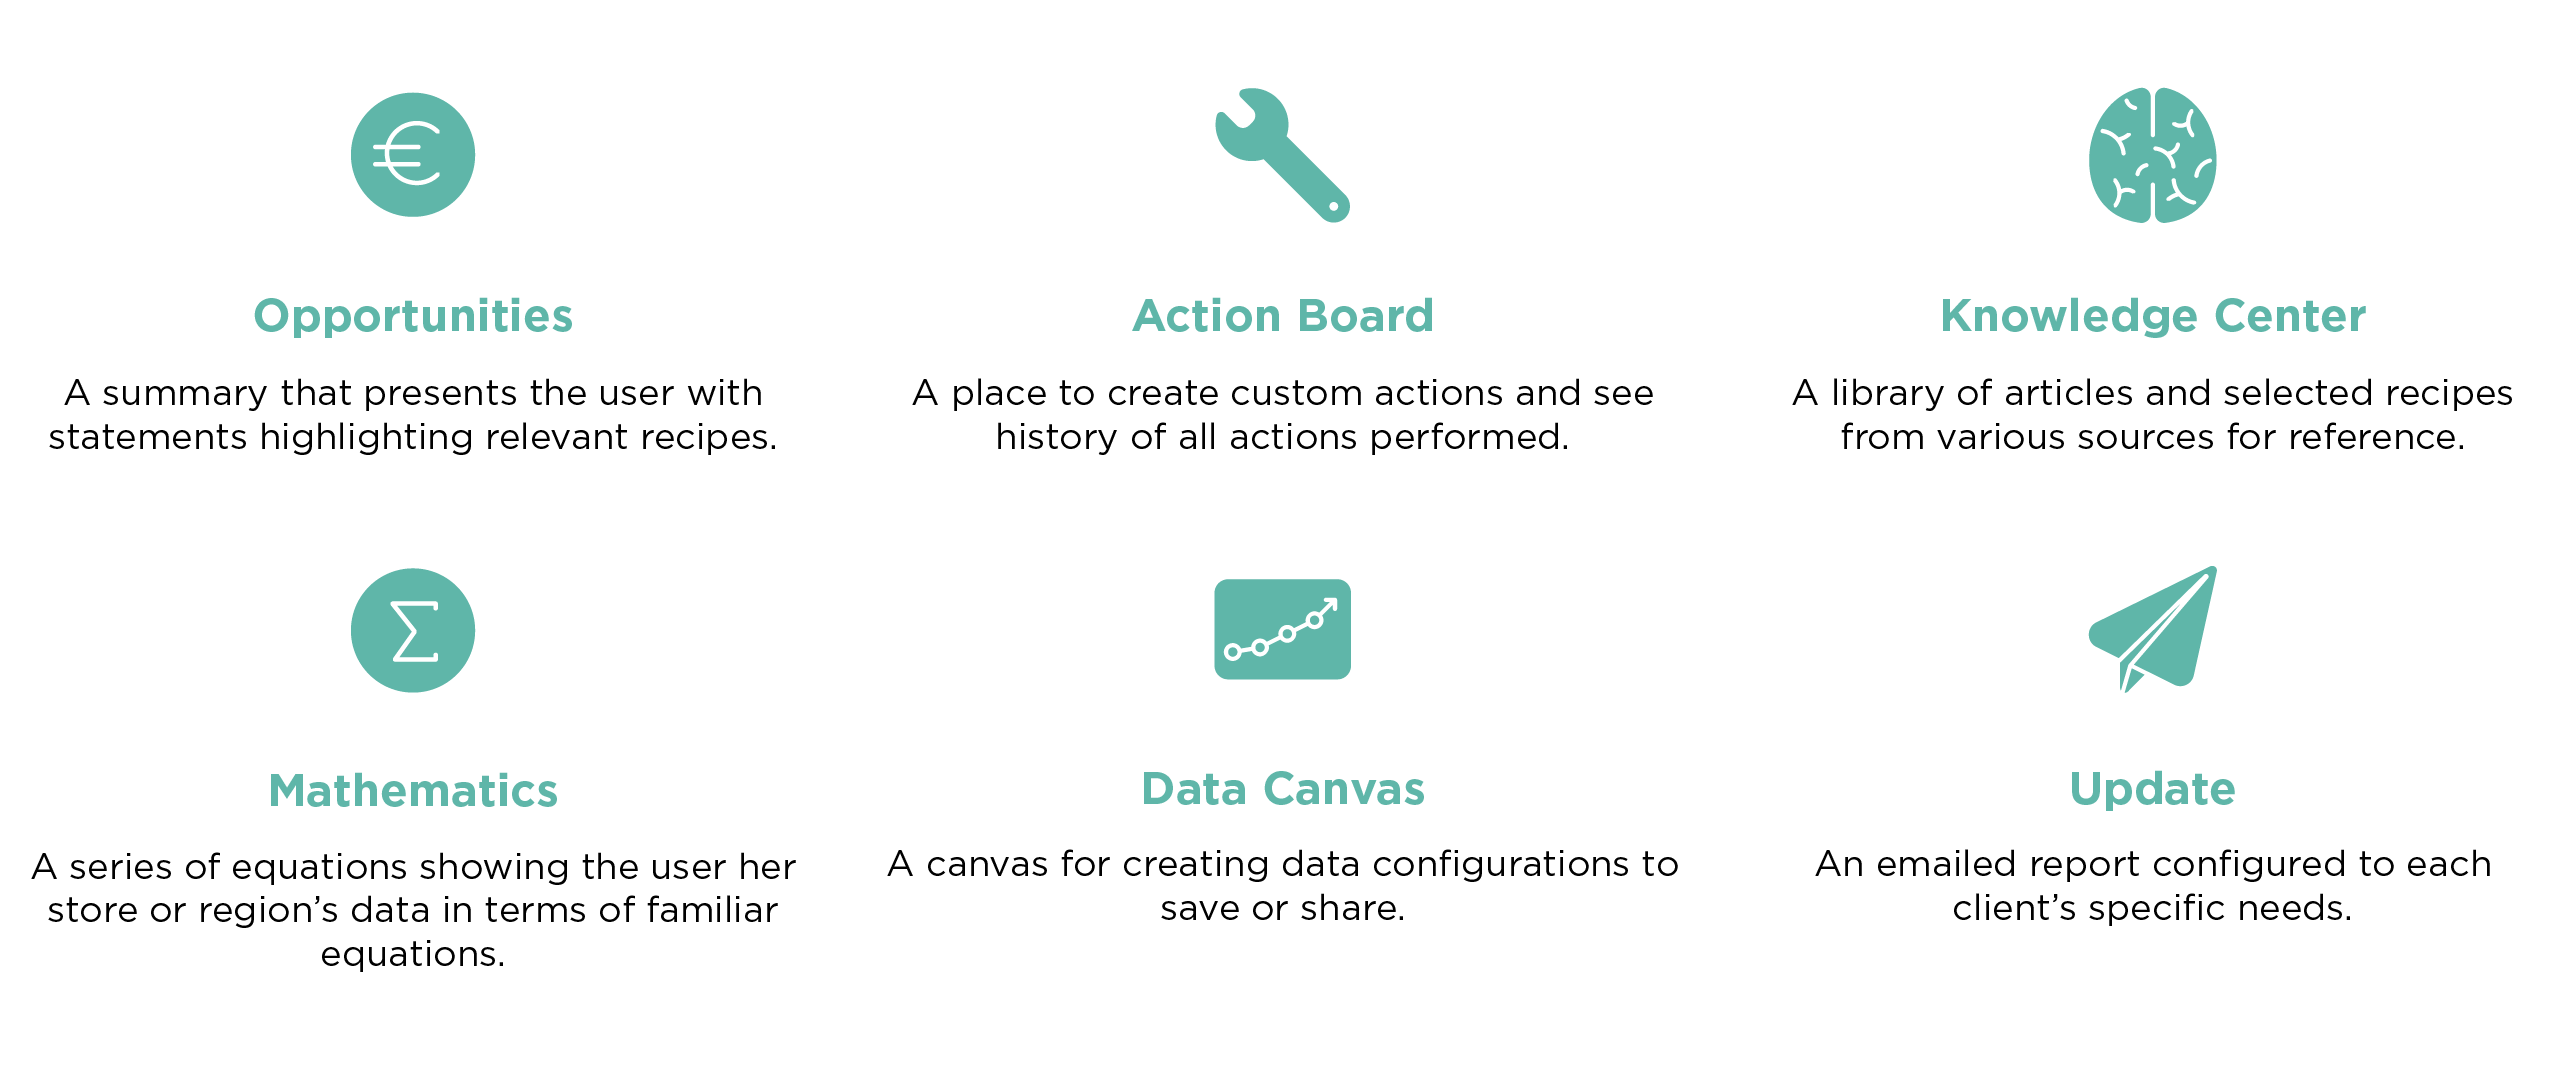 Opportunities
A summary that presents the user with
statements highlighting relevant recipes.
Action Board
A place to create custom actions and see
history of all actions performed.
Knowledge Center
A library of articles and selected recipes
from various sources for reference.
Mathematics
A series of equations showing the user her
store or region’s data in terms of familiar
equations.
Data Canvas
A canvas for creating data configurations to
save or share.
Update
An emailed report configured to each
client’s specific needs.